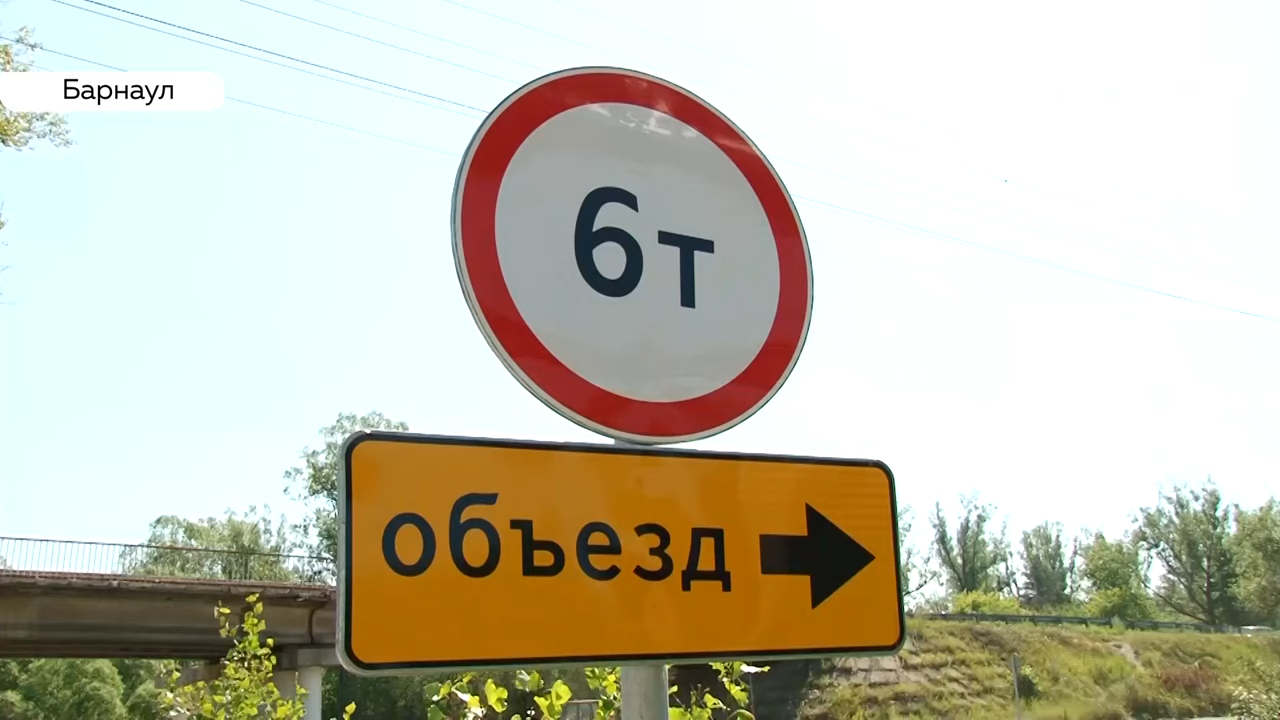 Барнаул
6т
объезд